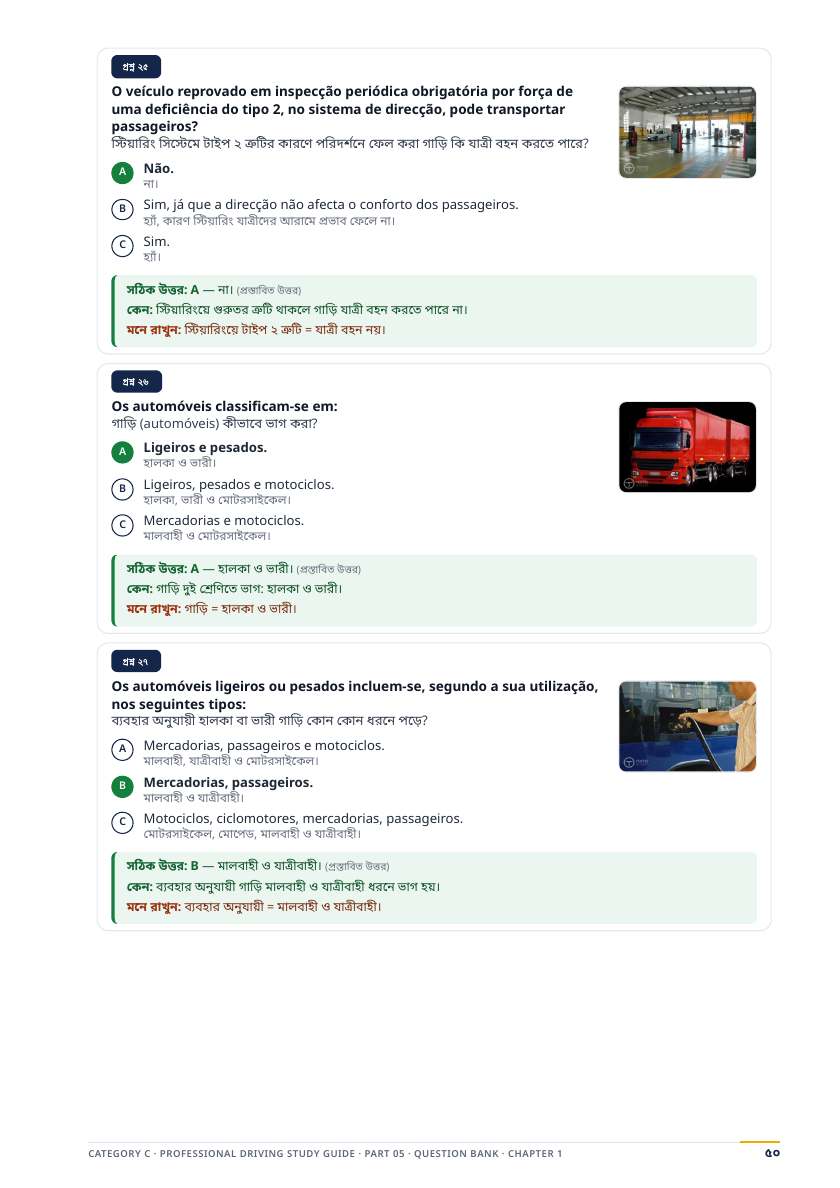 প্রশ্ন ২৫
O veículo reprovado em inspecção periódica obrigatória por força de
uma deficiência do tipo 2, no sistema de direcção, pode transportar
passageiros?
স্টিয়ারিং সিস্টেমে টাইপ ২ ত্রুটির কারণে পরিদর্শনে ফেল করা গাড়ি কি যাত্রী বহন করতে পারে?
A Não.
না।
B Sim, já que a direcção não afecta o conforto dos passageiros.
হ্যাঁ, কারণ স্টিয়ারিং যাত্রীদের আরামে প্রভাব ফেলে না।
C Sim.
হ্যাঁ।
সঠিক উত্তর: A — না। (প্রস্তাবিত উত্তর)
কেন: স্টিয়ারিংয়ে গুরুতর ত্রুটি থাকলে গাড়ি যাত্রী বহন করতে পারে না।
মনে রাখুন: স্টিয়ারিংয়ে টাইপ ২ ত্রুটি = যাত্রী বহন নয়।
প্রশ্ন ২৬
Os automóveis classificam-se em:
গাড়ি (automóveis) কীভাবে ভাগ করা?
A Ligeiros e pesados.
হালকা ও ভারী।
B Ligeiros, pesados e motociclos.
হালকা, ভারী ও মোটরসাইকেল।
C Mercadorias e motociclos.
মালবাহী ও মোটরসাইকেল।
সঠিক উত্তর: A — হালকা ও ভারী। (প্রস্তাবিত উত্তর)
কেন: গাড়ি দুই শ্রেণিতে ভাগ: হালকা ও ভারী।
মনে রাখুন: গাড়ি = হালকা ও ভারী।
প্রশ্ন ২৭
Os automóveis ligeiros ou pesados incluem-se, segundo a sua utilização,
nos seguintes tipos:
ব্যবহার অনুযায়ী হালকা বা ভারী গাড়ি কোন কোন ধরনে পড়ে?
A Mercadorias, passageiros e motociclos.
মালবাহী, যাত্রীবাহী ও মোটরসাইকেল।
B Mercadorias, passageiros.
মালবাহী ও যাত্রীবাহী।
C Motociclos, ciclomotores, mercadorias, passageiros.
মোটরসাইকেল, মোপেড, মালবাহী ও যাত্রীবাহী।
সঠিক উত্তর: B — মালবাহী ও যাত্রীবাহী। (প্রস্তাবিত উত্তর)
কেন: ব্যবহার অনুযায়ী গাড়ি মালবাহী ও যাত্রীবাহী ধরনে ভাগ হয়।
মনে রাখুন: ব্যবহার অনুযায়ী = মালবাহী ও যাত্রীবাহী।
CATEGORY C · PROFESSIONAL DRIVING STUDY GUIDE · PART 05 · QUESTION BANK · CHAPTER 1 ৫০